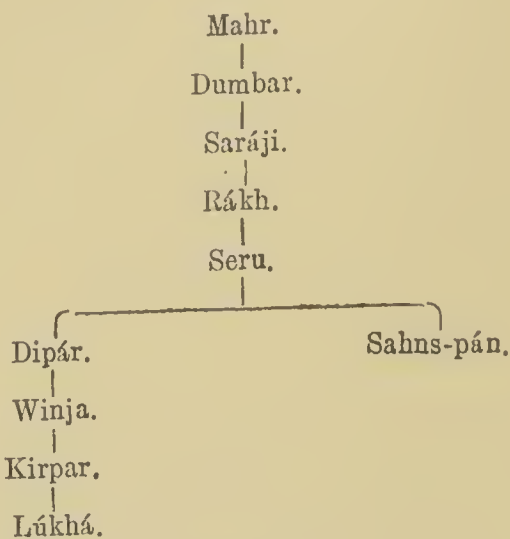 Mahr.
Dumbar.
Saráji.
Rákh.
Seru.
Dipár. Sahns-pán.
Winja.
Kirpar.
Lúkhá.